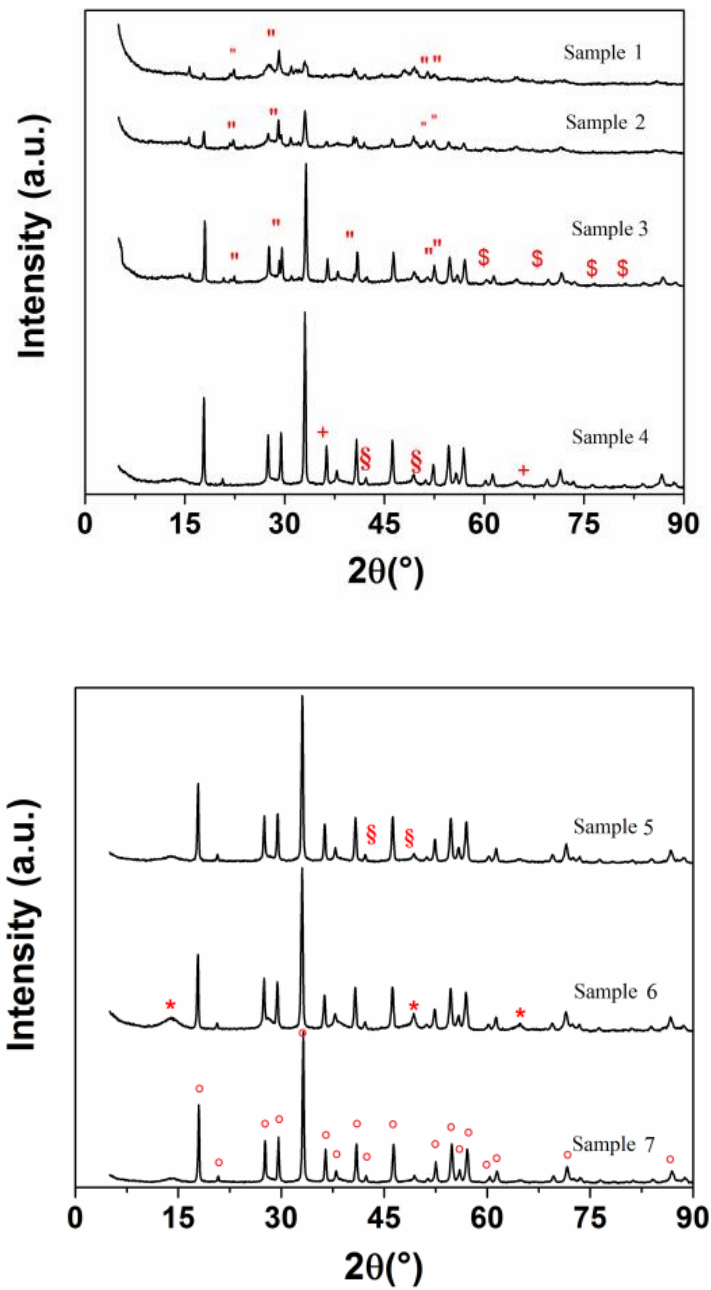 " " " " Sample 1
" " " " Sample 2
" " " " " $ $ $ $ Sample 3
+ § § + Sample 4
Intensity (a.u.)
0 15 30 45 60 75 90
2θ(°)
§ § Sample 5
* * * Sample 6
Sample 7
Intensity (a.u.)
0 15 30 45 60 75 90
2θ(°)